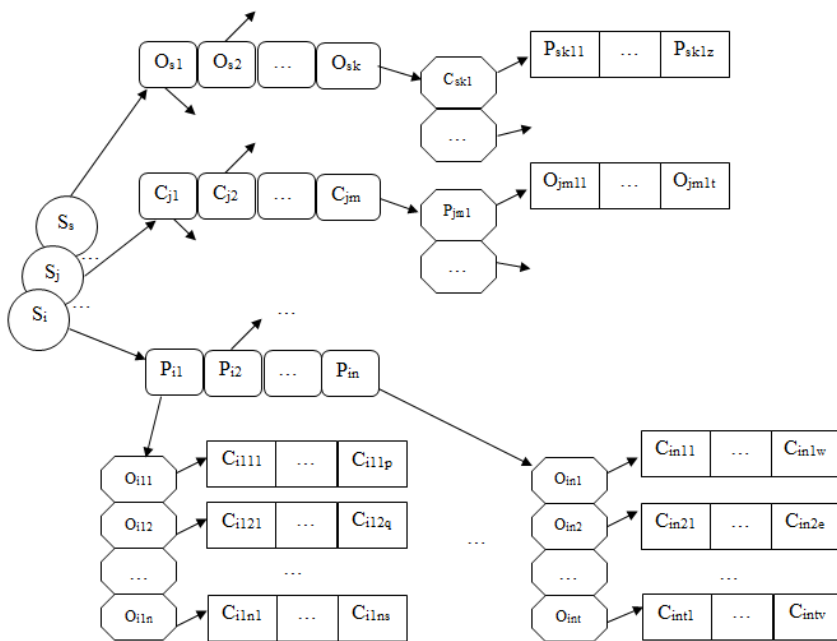 Os1 Os2 … Osk
Csk1
…
Psk11 … Psk1z
Cj1 Cj2 … Cjm
Pjm1
…
Ojm11 … Ojm1t
Ss
…
Sj
…
Si
…
Pi1 Pi2 … Pin
Oi11 Ci111 … Ci11p
Oi12 Ci121 … Ci12q
… …
Oi1n Ci1n1 … Ci1ns
…
Oin1 Cin11 … Cin1w
Oin2 Cin21 … Cin2e
… …
Oint Cint1 … Cintv